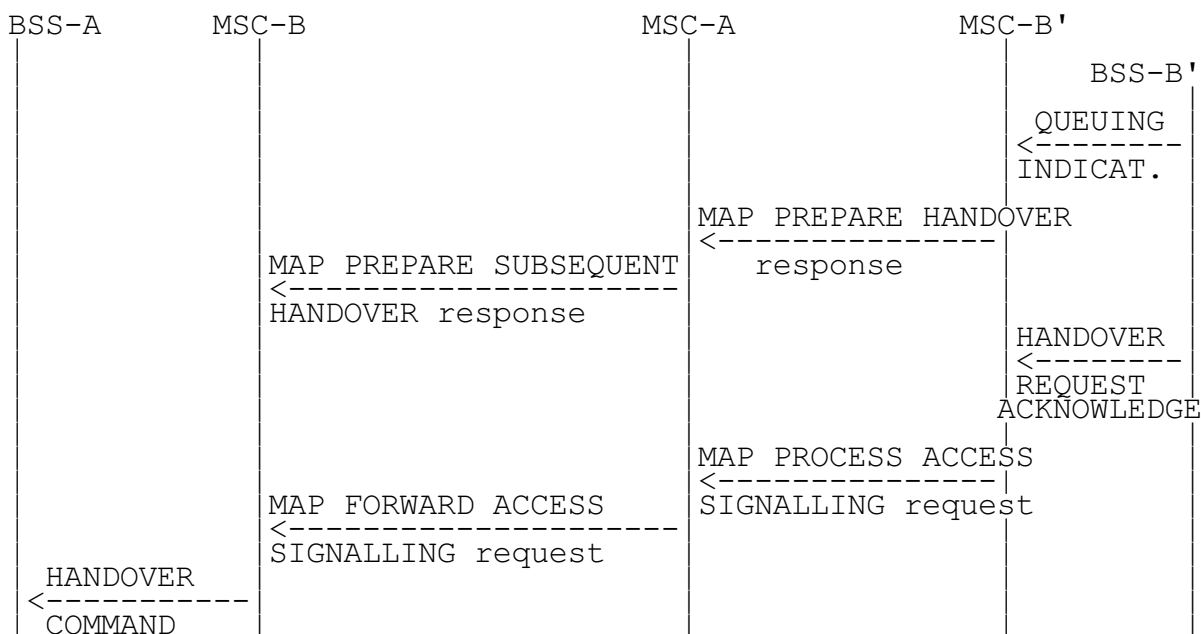 BSS-A MSC-B MSC-A MSC-B'
BSS-B'
QUEUING
<--------
INDICAT.
MAP PREPARE HANDOVER
<---------------
MAP PREPARE SUBSEQUENT response
<---------------------
HANDOVER response
HANDOVER
<--------
REQUEST
ACKNOWLEDGE
MAP PROCESS ACCESS
<---------------
MAP FORWARD ACCESS SIGNALLING request
<---------------------
SIGNALLING request
HANDOVER
<-----------
COMMAND